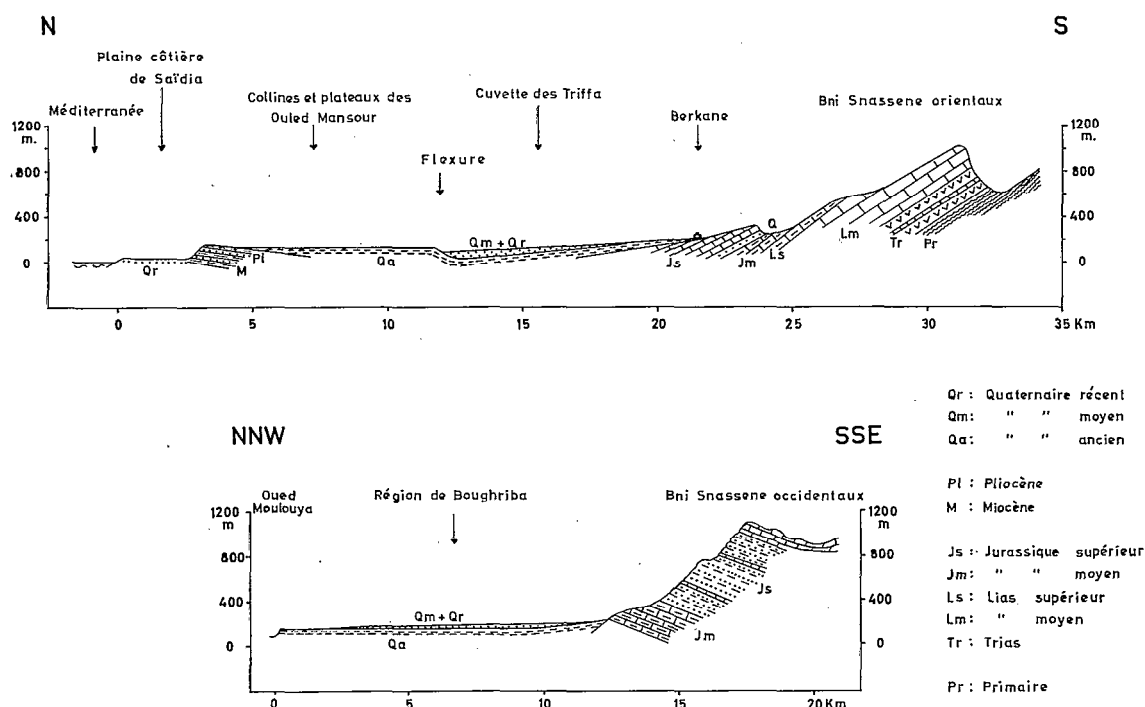 N
S
Plaine côtière
de Saïdia
Méditerranée
Collines et plateaux des
Ouled Mansour
Cuvette des Triffa
Berkane
Bni Snassene orientaux
Flexure
1200
m.
800
400
0
1200
m.
800
400
0
Qr
M
Pl
Qa
Qm + Qr
Js
Jm
Q
Ls
Lm
Tr
Pr
0
5
10
15
20
25
30
35 Km
NNW
SSE
Oued
Moulouya
Région de Boughriba
Bni Snassene occidentaux
1200
m
800
400
0
1200
m
800
400
0
Qm + Qr
Qa
Js
Jm
0
5
10
15
20 Km
Qr : Quaternaire récent
Qm: " " moyen
Qa : " " ancien
Pl : Pliocène
M : Miocène
Js : Jurassique supérieur
Jm : " " moyen
Ls : Lias supérieur
Lm : " moyen
Tr : Trias
Pr : Primaire